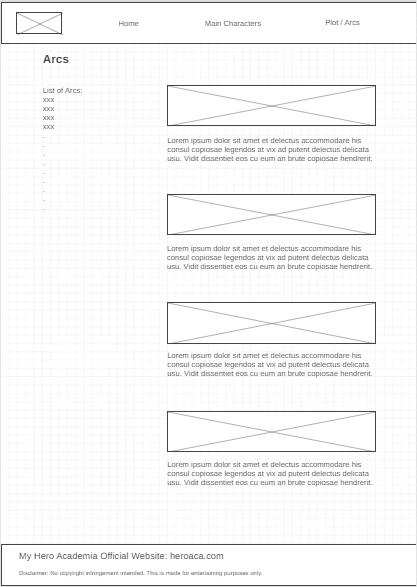 Home
Main Characters
Plot / Arcs
Arcs
List of Arcs:
xxx
xxx
xxx
xxx
-
-
-
-
-
-
-
-
-
Lorem ipsum dolor sit amet et delectus accommodare his
consul copiosae legendos at vix ad putent delectus delicata
usu. Vidit dissentiet eos cu eum an brute copiosae hendrerit.
Lorem ipsum dolor sit amet et delectus accommodare his
consul copiosae legendos at vix ad putent delectus delicata
usu. Vidit dissentiet eos cu eum an brute copiosae hendrerit.
Lorem ipsum dolor sit amet et delectus accommodare his
consul copiosae legendos at vix ad putent delectus delicata
usu. Vidit dissentiet eos cu eum an brute copiosae hendrerit.
Lorem ipsum dolor sit amet et delectus accommodare his
consul copiosae legendos at vix ad putent delectus delicata
usu. Vidit dissentiet eos cu eum an brute copiosae hendrerit.
My Hero Academia Official Website: heroaca.com
Disclaimer: No copyright infringement intended. This is made for entertaining purposes only.